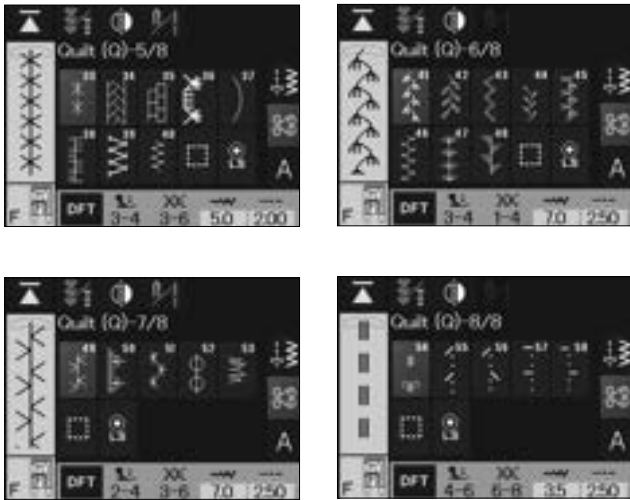 Quilt (Q)-5/8
33 34 35 36 37
38 39 40
A
F DFT 3-4 3-6 5.0 2.00
Quilt (Q)-6/8
41 42 43 44 45
46 47 48
A
F DFT 3-4 1-4 7.0 2.50
Quilt (Q)-7/8
49 50 51 52 53
A
F DFT 2-4 3-6 7.0 2.50
Quilt (Q)-8/8
54 55 56 57 58
A
F DFT 4-6 6-8 3.5 2.50